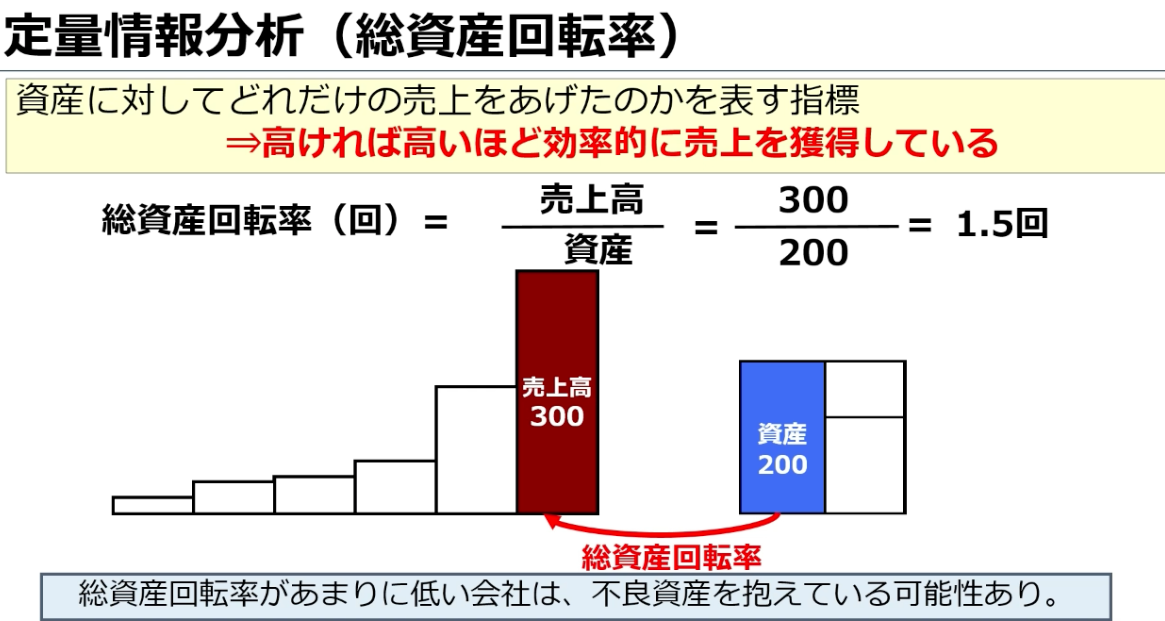 定量情報分析（総資産回転率）
資産に対してどれだけの売上をあげたのかを表す指標
⇒高ければ高いほど効率的に売上を獲得している
総資産回転率（回）＝ 売上高 = 300 = 1.5回
資産 200
売上高
300
資産
200
総資産回転率
総資産回転率があまりに低い会社は、不良資産を抱えている可能性あり。